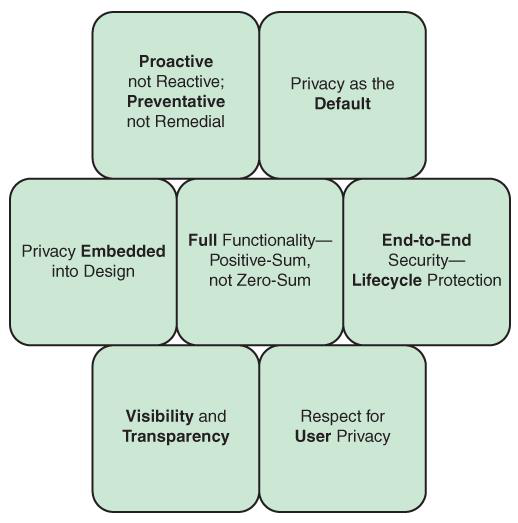 Proactive
not Reactive;
Preventative
not Remedial
Privacy as the
Default
Privacy Embedded
into Design
Full Functionality—
Positive-Sum,
not Zero-Sum
End-to-End
Security—
Lifecycle Protection
Visibility and
Transparency
Respect for
User Privacy